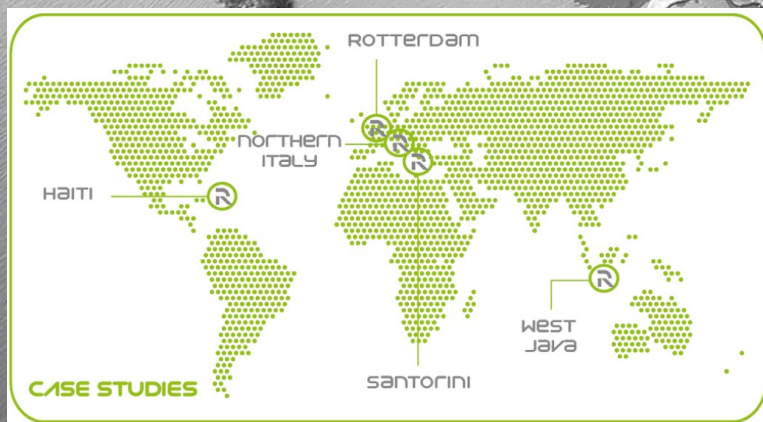 ROTTERDAM
NORTHERN
ITALY
HAITI
WEST
JAVA
SANTORINI
CASE STUDIES
R
R
R
R
R